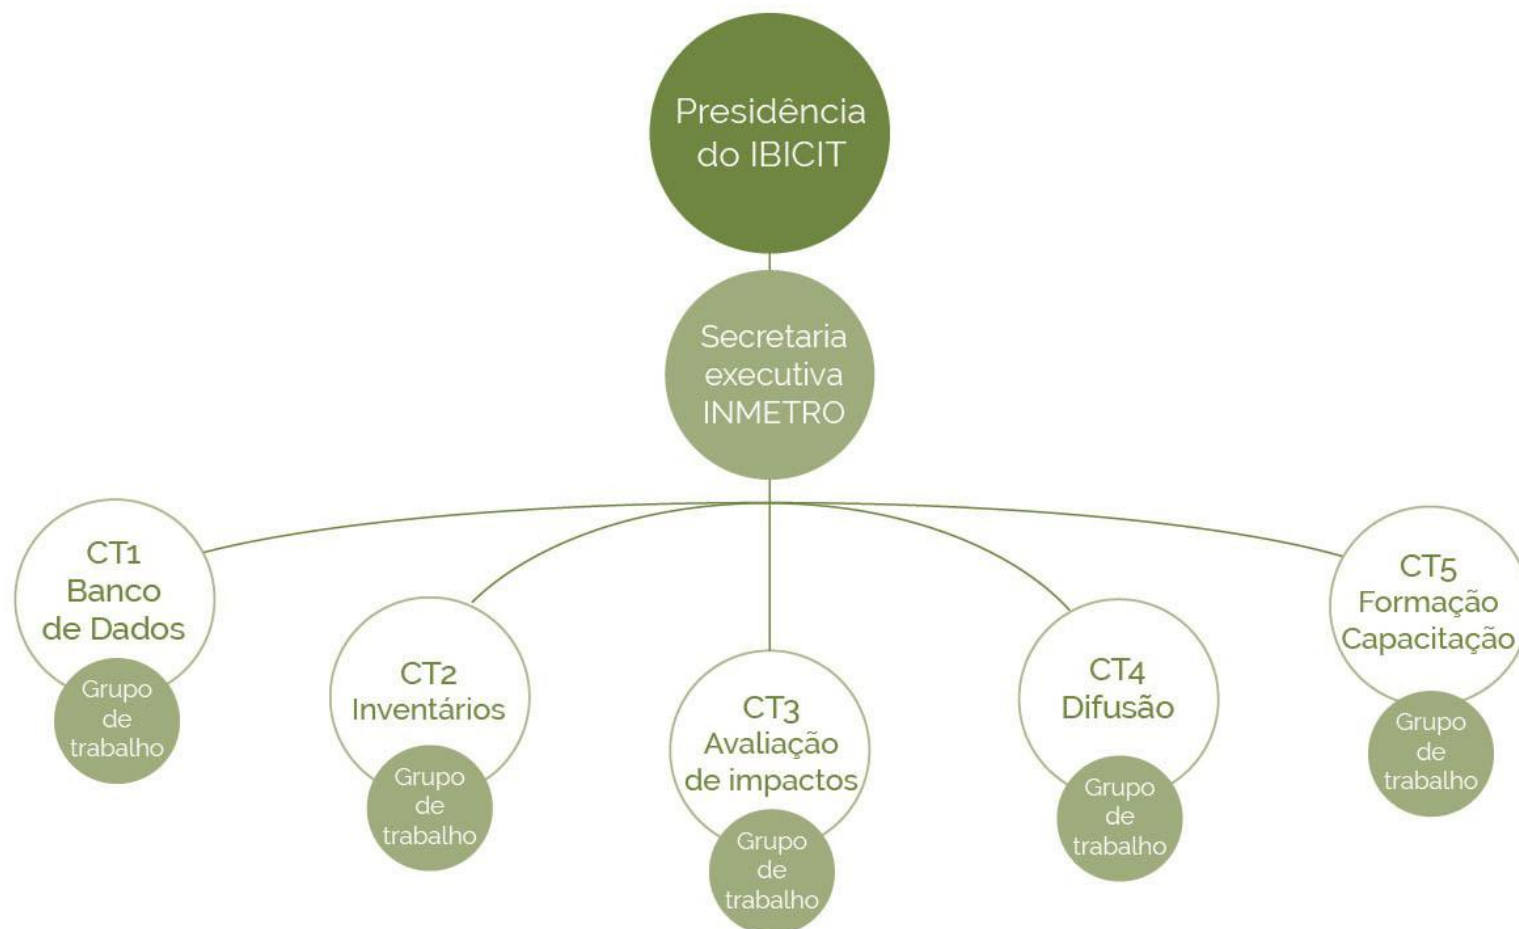 Presidência
do IBICIT
Secretaria
executiva
INMETRO
CT1
Banco
de Dados
Grupo
de
trabalho
CT2
Inventários
Grupo
de
trabalho
CT3
Avaliação
de impactos
Grupo
de
trabalho
CT4
Difusão
Grupo
de
trabalho
CT5
Formação
Capacitação
Grupo
de
trabalho